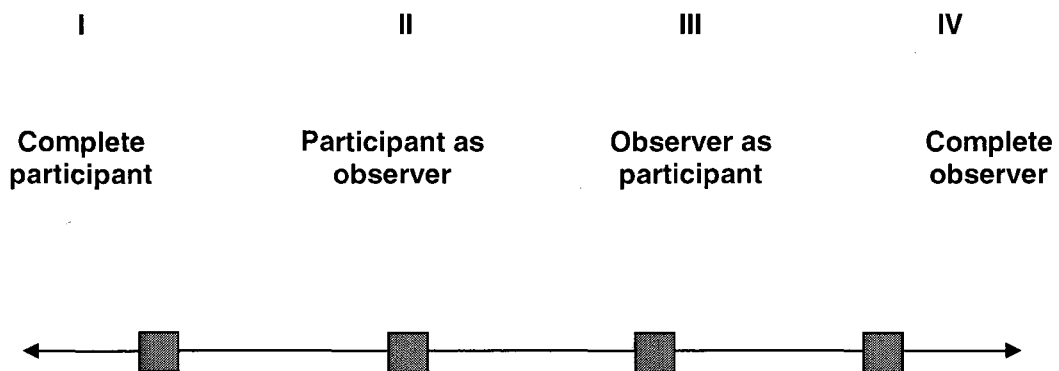 I II III IV
Complete Participant as Observer as Complete
participant observer participant observer